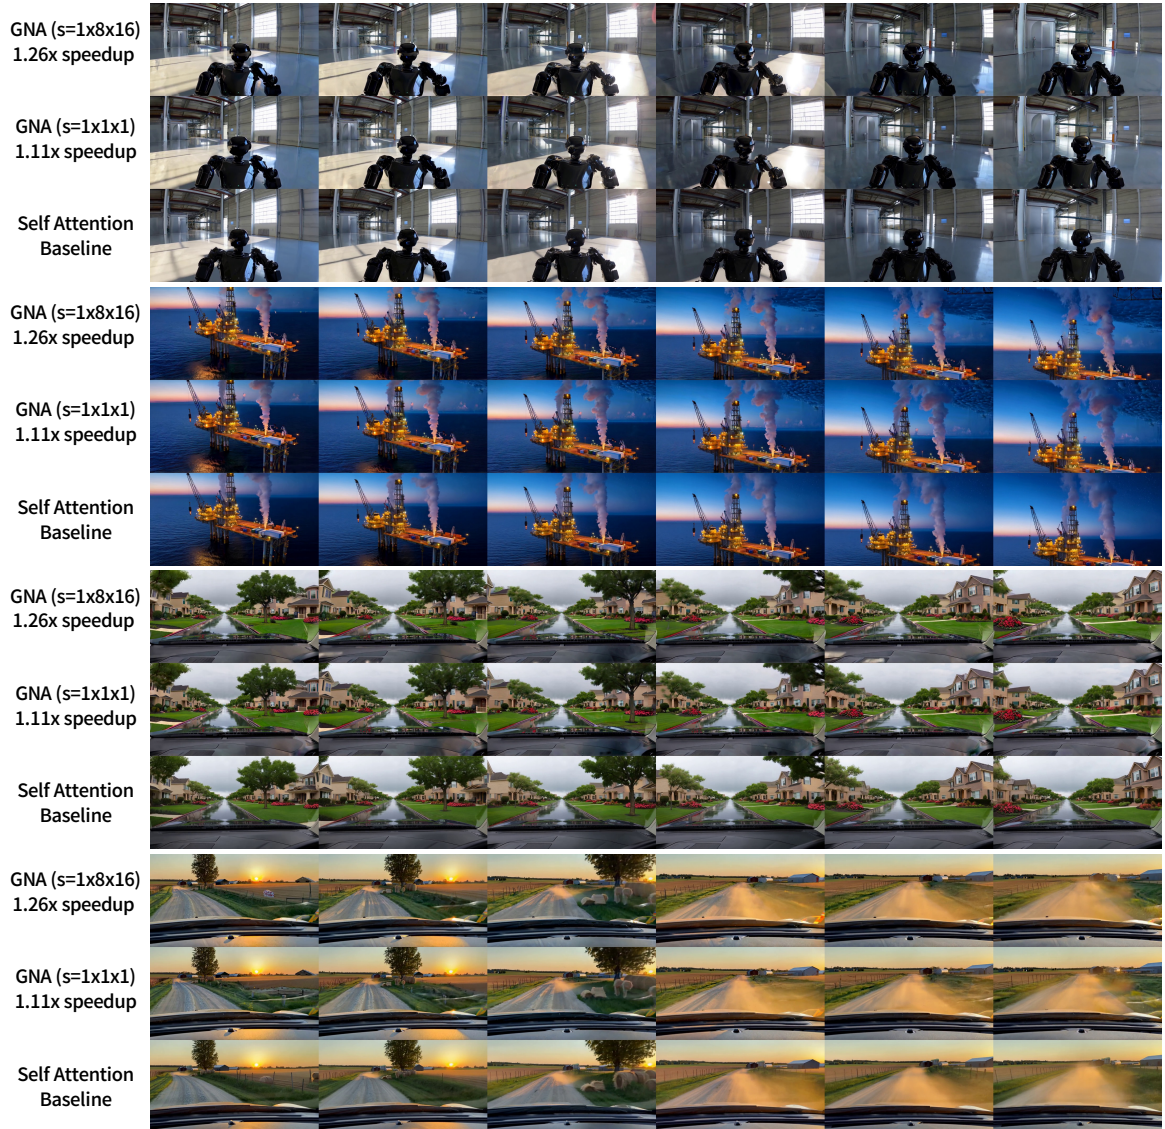 GNA (s=1x8x16)
1.26x speedup
GNA (s=1x1x1)
1.11x speedup
Self Attention
Baseline
GNA (s=1x8x16)
1.26x speedup
GNA (s=1x1x1)
1.11x speedup
Self Attention
Baseline
GNA (s=1x8x16)
1.26x speedup
GNA (s=1x1x1)
1.11x speedup
Self Attention
Baseline
GNA (s=1x8x16)
1.26x speedup
GNA (s=1x1x1)
1.11x speedup
Self Attention
Baseline